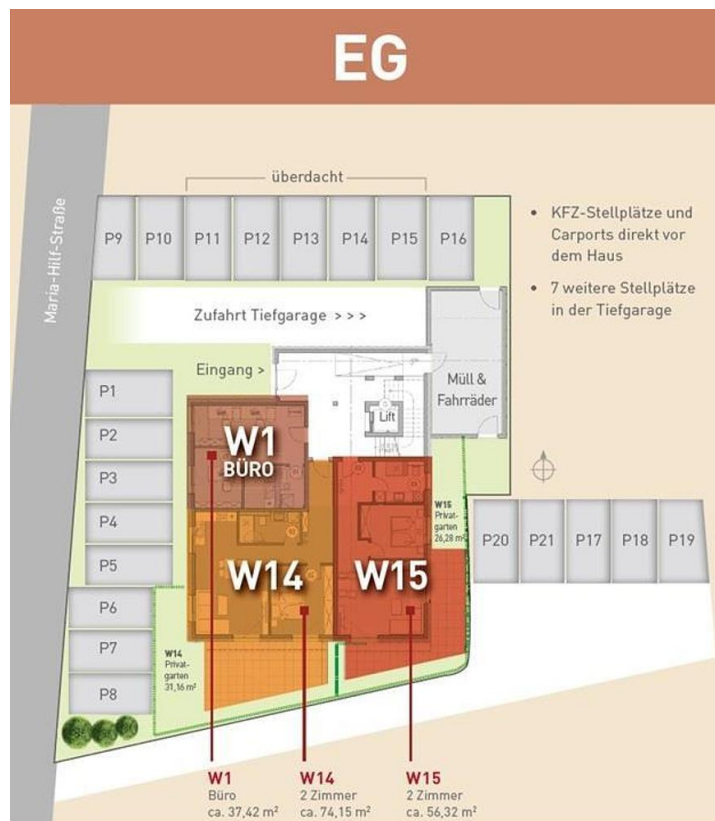 EG
überdacht
Maria-Hilf-Straße
P9 P10 P11 P12 P13 P14 P15 P16
• KFZ-Stellplätze und
Carports direkt vor
dem Haus
• 7 weitere Stellplätze
in der Tiefgarage
Zufahrt Tiefgarage > > >
Eingang >
Müll &
Fahrräder
Lift
P1
P2
P3
P4
P5
P6
P7
P8
W1
BÜRO
W14
W15
W15
Privat-
garten
26,28 m²
P20 P21 P17 P18 P19
W14
Privat-
garten
31,16 m²
W1
Büro
ca. 37,42 m²
W14
2 Zimmer
ca. 74,15 m²
W15
2 Zimmer
ca. 56,32 m²